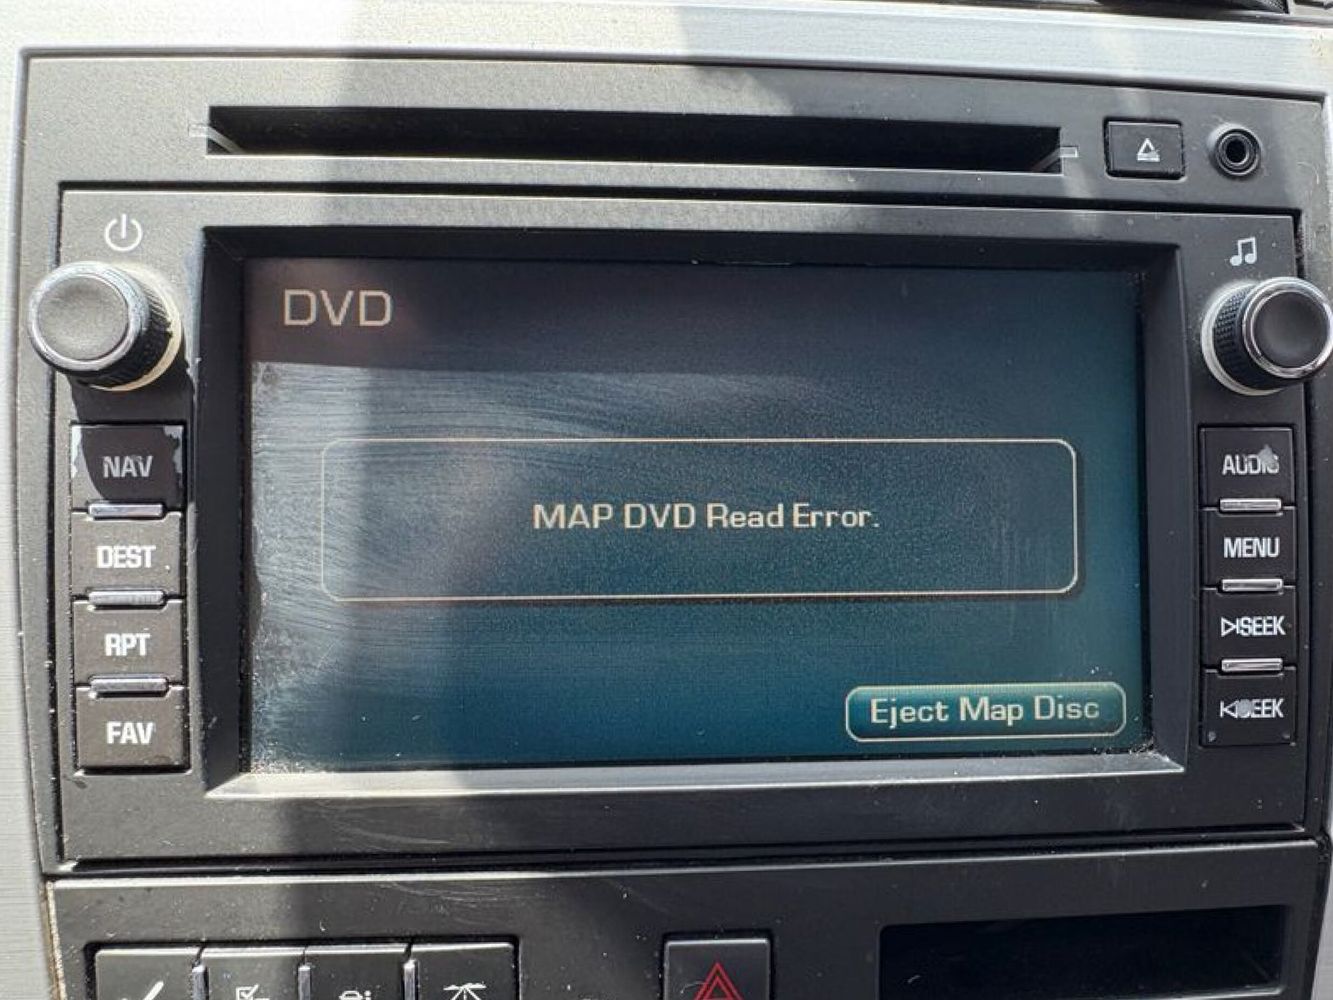 DVD
NAV
AUDIO
MAP DVD Read Error.
DEST
MENU
RPT
SEEK
Eject Map Disc
SEEK
FAV